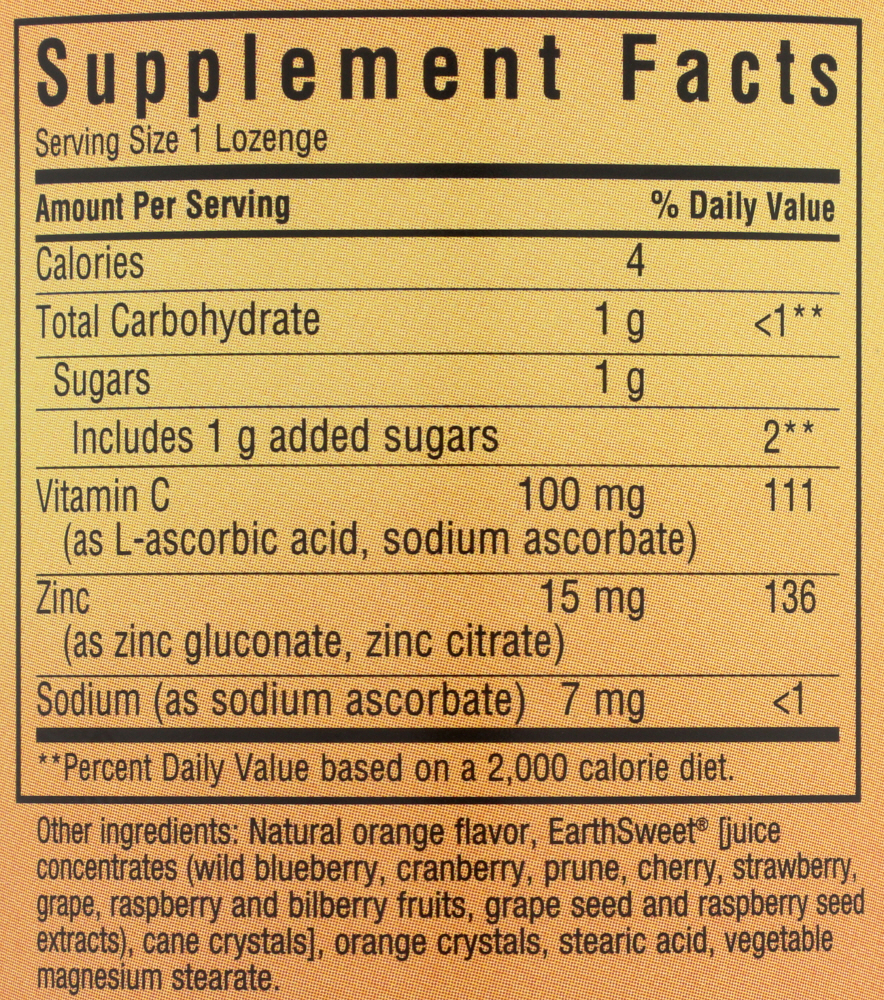 Supplement Facts
Serving Size 1 Lozenge
Amount Per Serving % Daily Value
Calories 4
Total Carbohydrate 1 g <1**
Sugars 1 g
Includes 1 g added sugars 2**
Vitamin C 100 mg 111
(as L-ascorbic acid, sodium ascorbate)
Zinc 15 mg 136
(as zinc gluconate, zinc citrate)
Sodium (as sodium ascorbate) 7 mg <1
**Percent Daily Value based on a 2,000 calorie diet.
Other ingredients: Natural orange flavor, EarthSweet® [juice
concentrates (wild blueberry, cranberry, prune, cherry, strawberry,
grape, raspberry and bilberry fruits, grape seed and raspberry seed
extracts), cane crystals], orange crystals, stearic acid, vegetable
magnesium stearate.